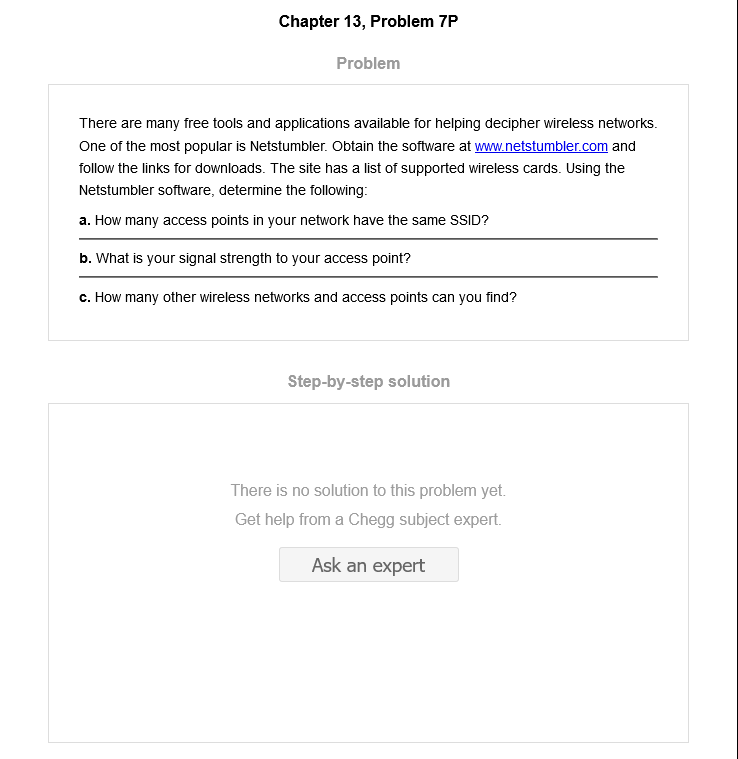 Chapter 13, Problem 7P
Problem
There are many free tools and applications available for helping decipher wireless networks.
One of the most popular is Netstumbler. Obtain the software at www.netstumbler.com and
follow the links for downloads. The site has a list of supported wireless cards. Using the
Netstumbler software, determine the following:
a. How many access points in your network have the same SSID?
b. What is your signal strength to your access point?
c. How many other wireless networks and access points can you find?
Step-by-step solution
There is no solution to this problem yet.
Get help from a Chegg subject expert.
Ask an expert